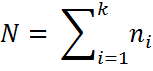 N = ∑_{i=1}^{k} n_i